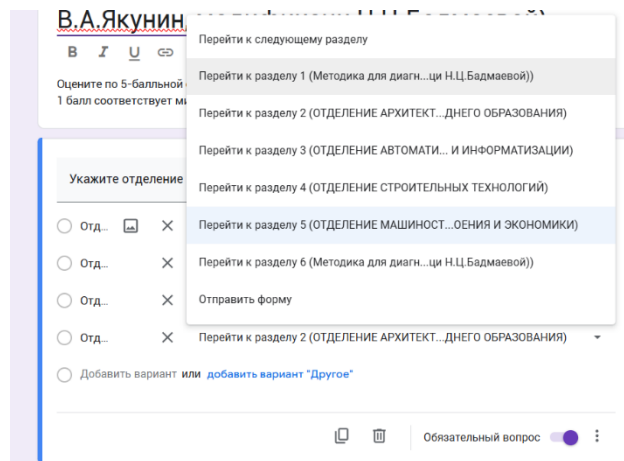 В.А.Якунин,
B I U
Оцените по 5-балльной
1 балл соответствует
Перейти к следующему разделу
Перейти к разделу 1 (Методика для диагн...ци Н.Ц.Бадмаевой))
Перейти к разделу 2 (ОТДЕЛЕНИЕ АРХИТЕКТ...ДНЕГО ОБРАЗОВАНИЯ)
Перейти к разделу 3 (ОТДЕЛЕНИЕ АВТОМАТИ... И ИНФОРМАТИЗАЦИИ)
Перейти к разделу 4 (ОТДЕЛЕНИЕ СТРОИТЕЛЬНЫХ ТЕХНОЛОГИЙ)
Укажите отделение
Отд...
Перейти к разделу 5 (ОТДЕЛЕНИЕ МАШИНОСТ...ОЕНИЯ И ЭКОНОМИКИ)
Отд...
Перейти к разделу 6 (Методика для диагн...ци Н.Ц.Бадмаевой))
Отд...
Отправить форму
Отд...
Перейти к разделу 2 (ОТДЕЛЕНИЕ АРХИТЕКТ...ДНЕГО ОБРАЗОВАНИЯ)
Добавить вариант или добавить вариант "Другое"
Обязательный вопрос